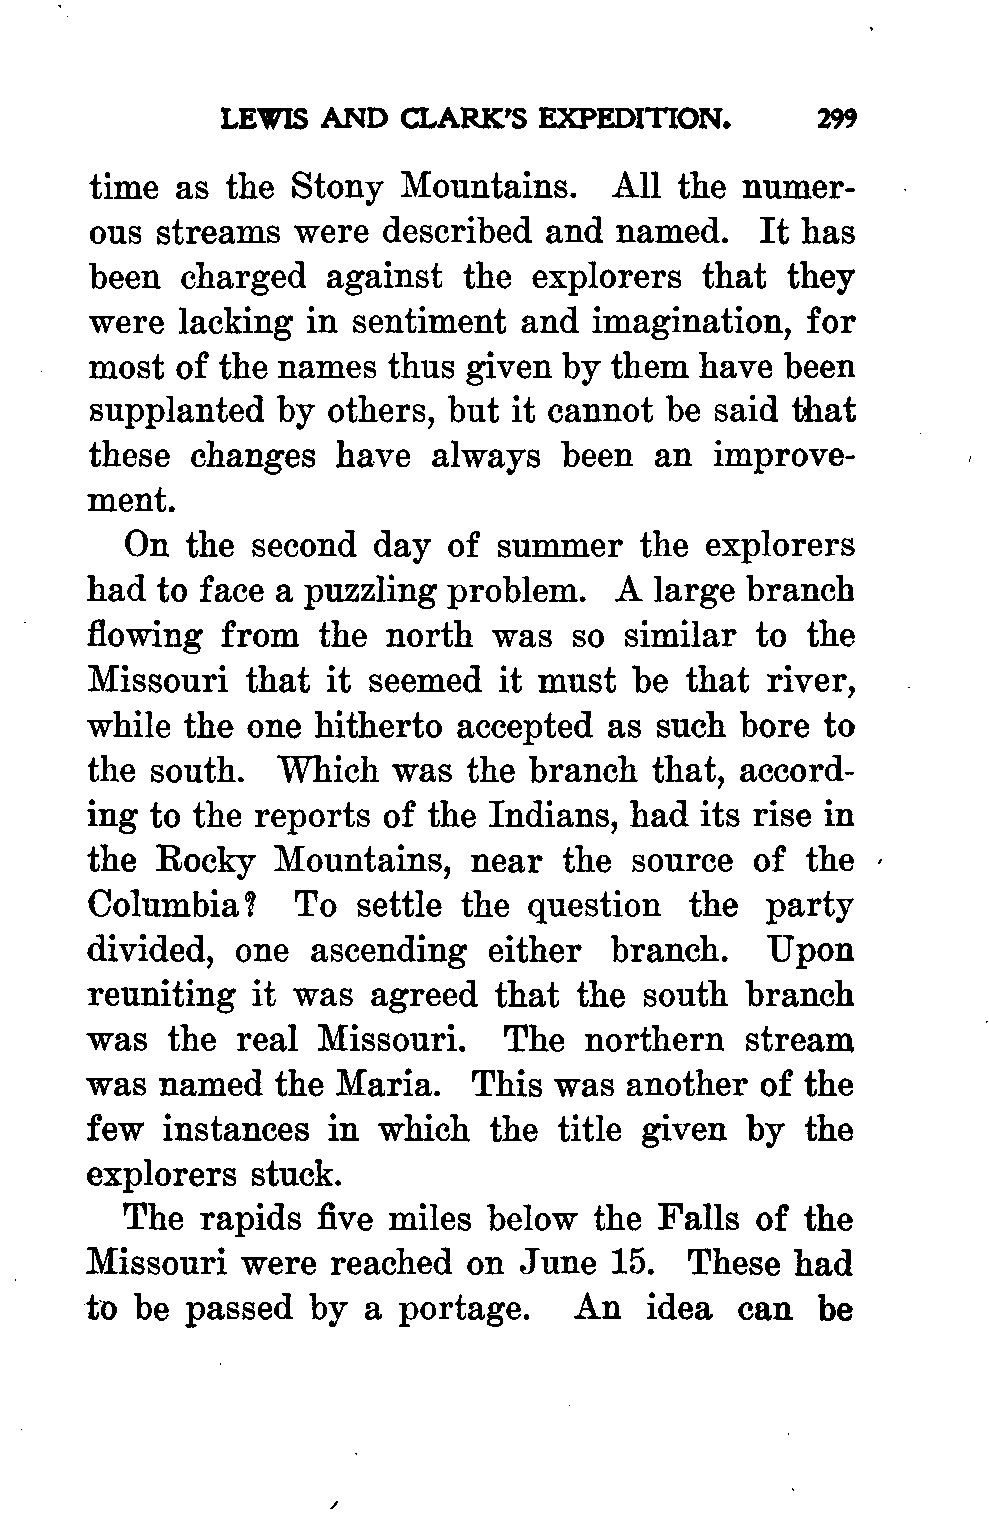 LEWIS AND CLARK'S EXPEDITION. 299
time as the Stony Mountains. All the numer-
ous streams were described and named. It has
been charged against the explorers that they
were lacking in sentiment and imagination, for
most of the names thus given by them have been
supplanted by others, but it cannot be said that
these changes have always been an improve-
ment.
On the second day of summer the explorers
had to face a puzzling problem. A large branch
flowing from the north was so similar to the
Missouri that it seemed it must be that river,
while the one hitherto accepted as such bore to
the south. Which was the branch that, accord-
ing to the reports of the Indians, had its rise in
the Rocky Mountains, near the source of the
Columbia? To settle the question the party
divided, one ascending either branch. Upon
reuniting it was agreed that the south branch
was the real Missouri. The northern stream
was named the Maria. This was another of the
few instances in which the title given by the
explorers stuck.
The rapids five miles below the Falls of the
Missouri were reached on June 15. These had
to be passed by a portage. An idea can be